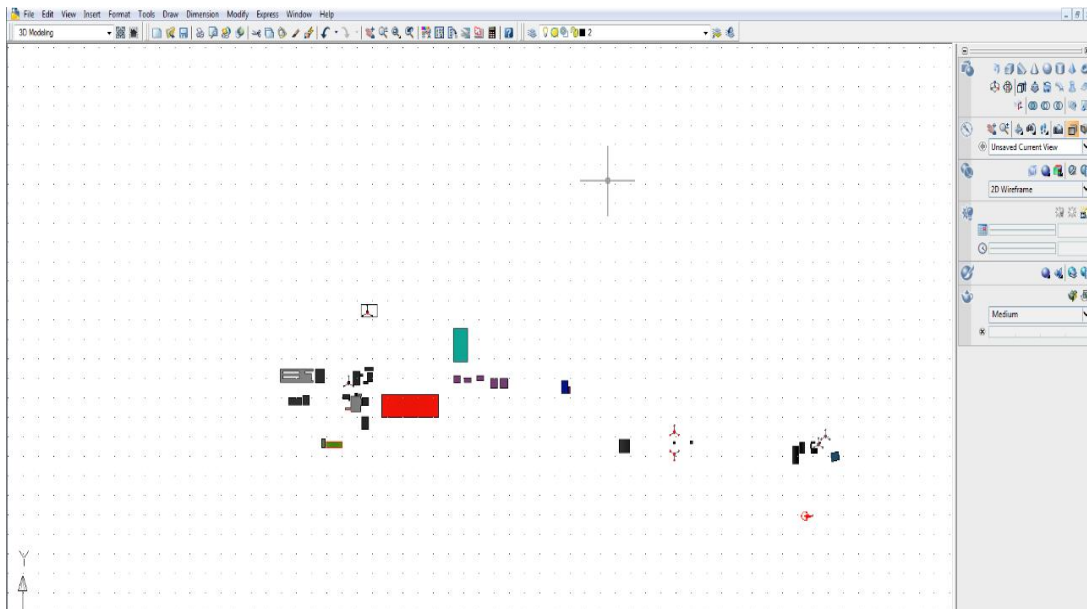 File Edit View Insert Format Tools Draw Dimension Modify Express Window Help
3D Modeling
2
Unsaved Current View
2D Wireframe
Medium
Y